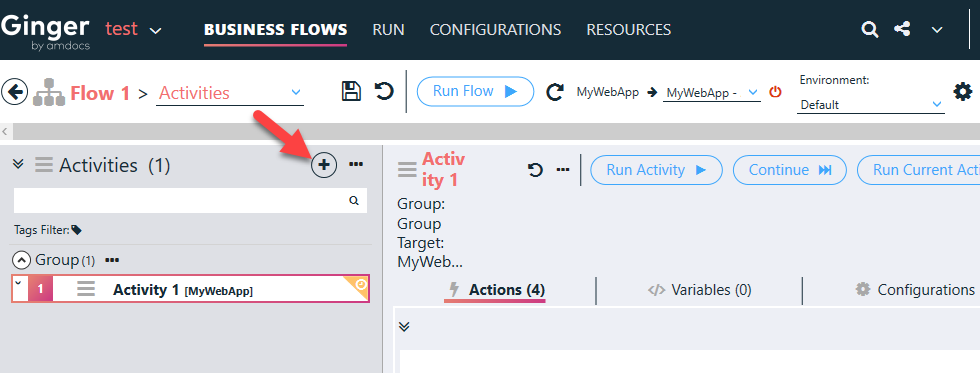 Ginger
by amdocs
test
BUSINESS FLOWS
RUN
CONFIGURATIONS
RESOURCES
Flow 1 >
Activities
Run Flow
MyWebApp
MyWebApp -
Environment:
Default
Activities (1)
Tags Filter:
Group (1)
1
Activity 1 [MyWebApp]
Activ
ity 1
Run Activity
Continue
Run Current Acti
Group:
Group
Target:
MyWeb...
Actions (4)
Variables (0)
Configurations